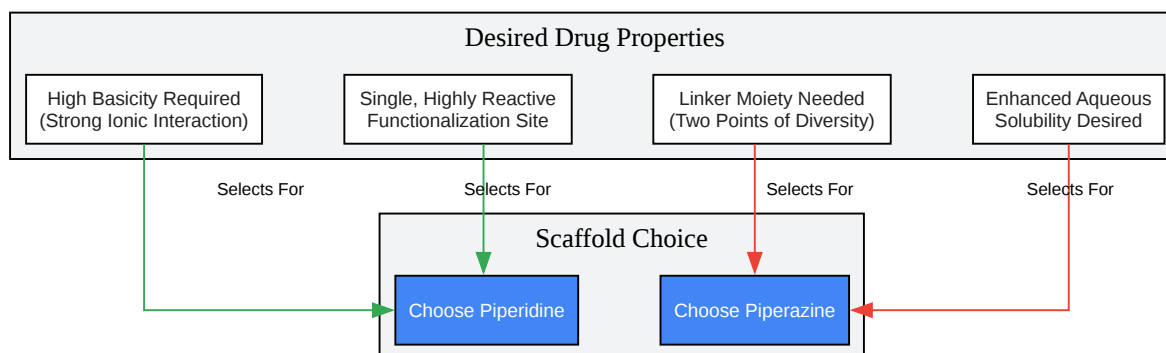 Desired Drug Properties
High Basicity Required
(Strong Ionic Interaction)
Single, Highly Reactive
Functionalization Site
Linker Moiety Needed
(Two Points of Diversity)
Enhanced Aqueous
Solubility Desired
Selects For
Selects For
Selects For
Selects For
Scaffold Choice
Choose Piperidine
Choose Piperazine